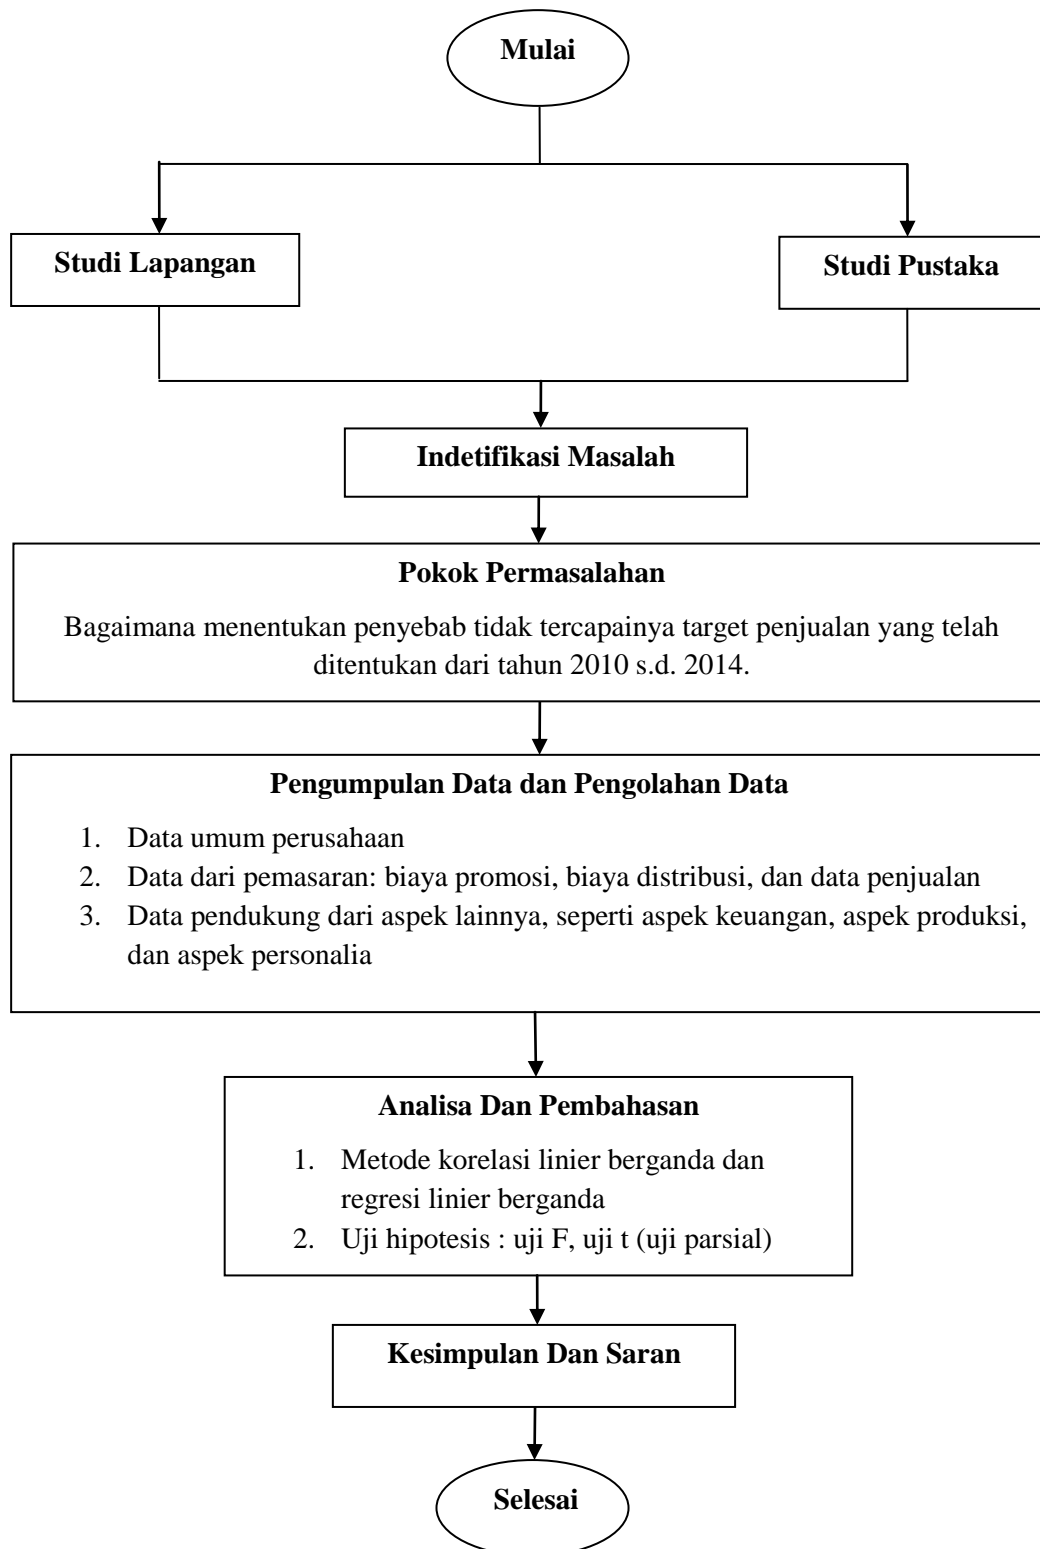 Mulai
Studi Lapangan
Studi Pustaka
Indetifikasi Masalah
Pokok Permasalahan
Bagaimana menentukan penyebab tidak tercapainya target penjualan yang telah
ditentukan dari tahun 2010 s.d. 2014.
Pengumpulan Data dan Pengolahan Data
1. Data umum perusahaan
2. Data dari pemasaran: biaya promosi, biaya distribusi, dan data penjualan
3. Data pendukung dari aspek lainnya, seperti aspek keuangan, aspek produksi,
dan aspek personalia
Analisa Dan Pembahasan
1. Metode korelasi linier berganda dan
regresi linier berganda
2. Uji hipotesis : uji F, uji t (uji parsial)
Kesimpulan Dan Saran
Selesai